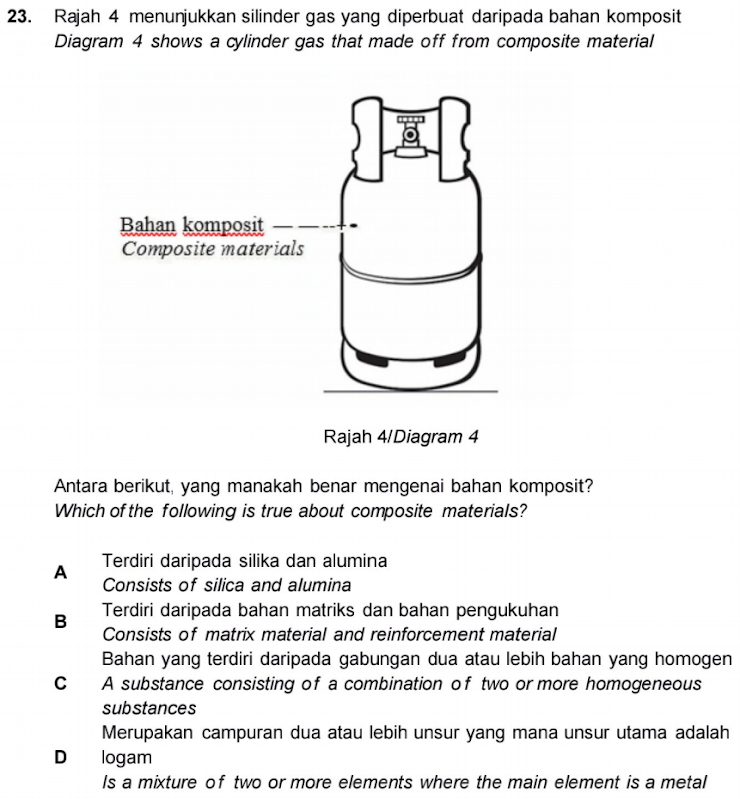 23. Rajah 4 menunjukkan silinder gas yang diperbuat daripada bahan komposit
Diagram 4 shows a cylinder gas that made off from composite material
Bahan komposit
Composite materials
Rajah 4/Diagram 4
Antara berikut, yang manakah benar mengenai bahan komposit?
Which of the following is true about composite materials?
Terdiri daripada silika dan alumina
A
Consists of silica and alumina
Terdiri daripada bahan matriks dan bahan pengukuhan
B
Consists of matrix material and reinforcement material
Bahan yang terdiri daripada gabungan dua atau lebih bahan yang homogen
C A substance consisting of a combination of two or more homogeneous
substances
Merupakan campuran dua atau lebih unsur yang mana unsur utama adalah
D logam
Is a mixture of two or more elements where the main element is a metal